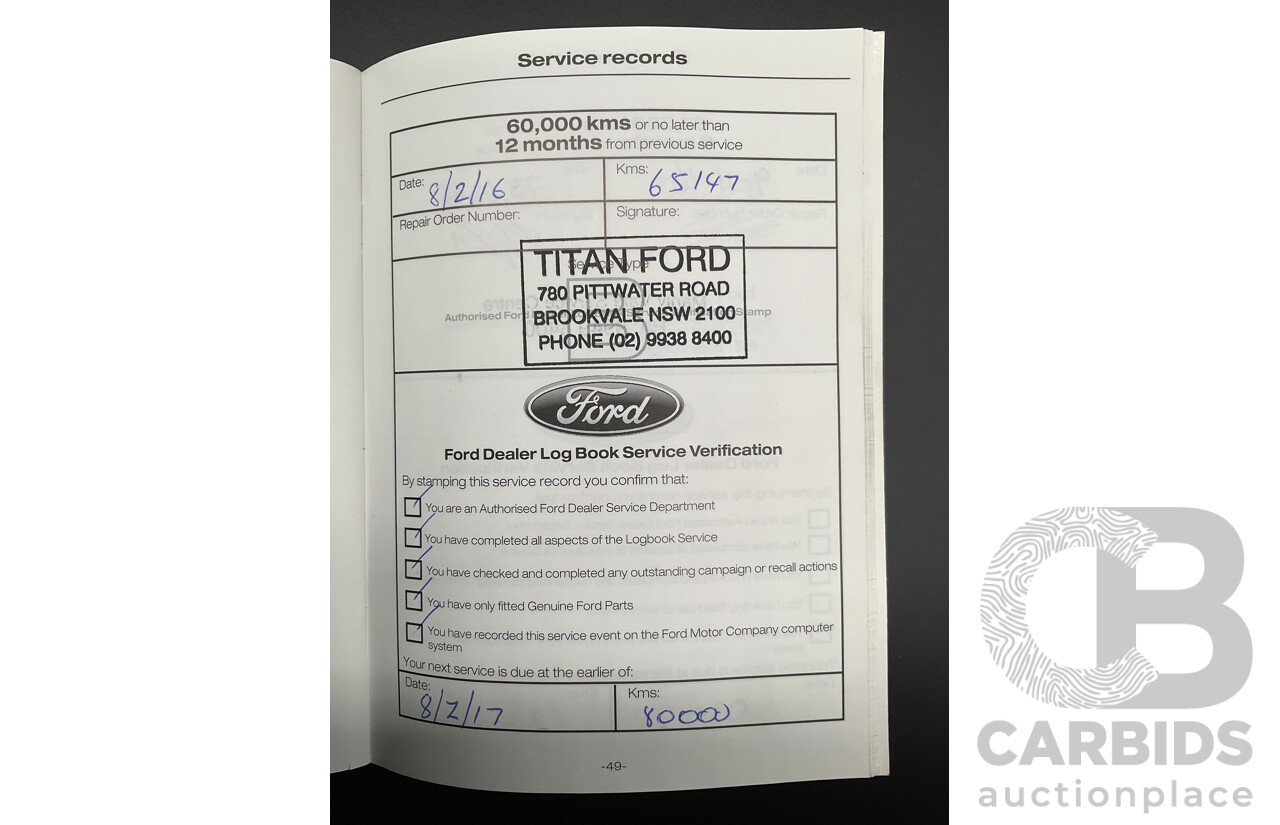 Service records
60,000 kms or no later than
12 months from previous service
Date: 8/2/16
Kms: 65147
Repair Order Number:
Signature:
Service Type
B
TITAN FORD
780 PITTWATER ROAD
BROOKVALE NSW 2100
PHONE (02) 9938 8400
Authorised Ford Stamp
Ford
Ford Dealer Log Book Service Verification
By stamping this service record you confirm that:
You are an Authorised Ford Dealer Service Department
You have completed all aspects of the Logbook Service
You have checked and completed any outstanding campaign or recall actions
You have only fitted Genuine Ford Parts
You have recorded this service event on the Ford Motor Company computer
system
Your next service is due at the earlier of:
Date: 8/2/17
Kms: 80000
-49-
CB
CARBIDS
auctionplace